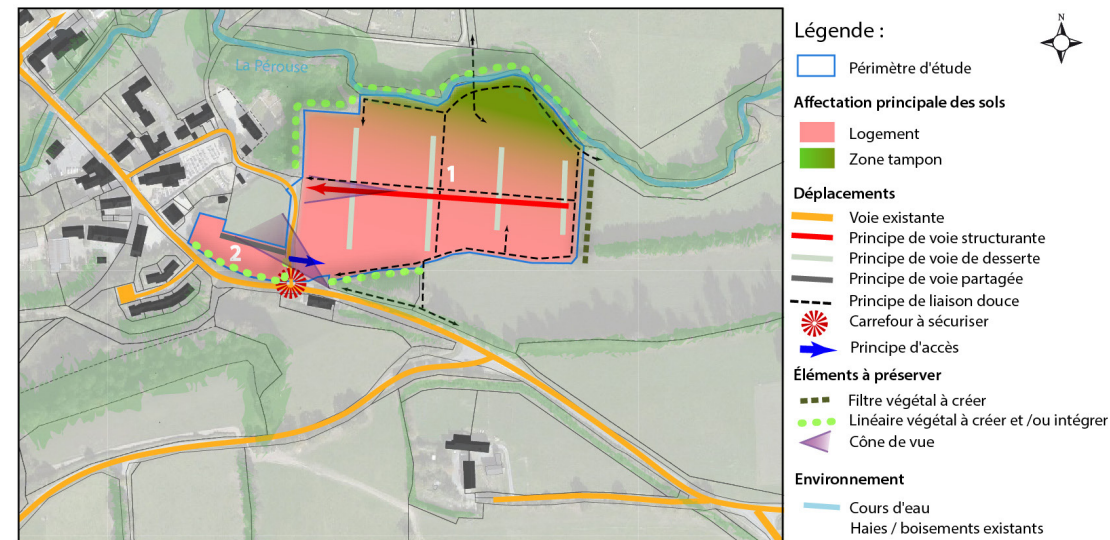 La Pérouse
1
2
N
Légende :
Périmètre d'étude
Affectation principale des sols
Logement
Zone tampon
Déplacements
Voie existante
Principe de voie structurante
Principe de voie de desserte
Principe de voie partagée
Principe de liaison douce
Carrefour à sécuriser
Principe d'accès
Éléments à préserver
Filtre végétal à créer
Linéaire végétal à créer et /ou intégrer
Cône de vue
Environnement
Cours d'eau
Haies / boisements existants